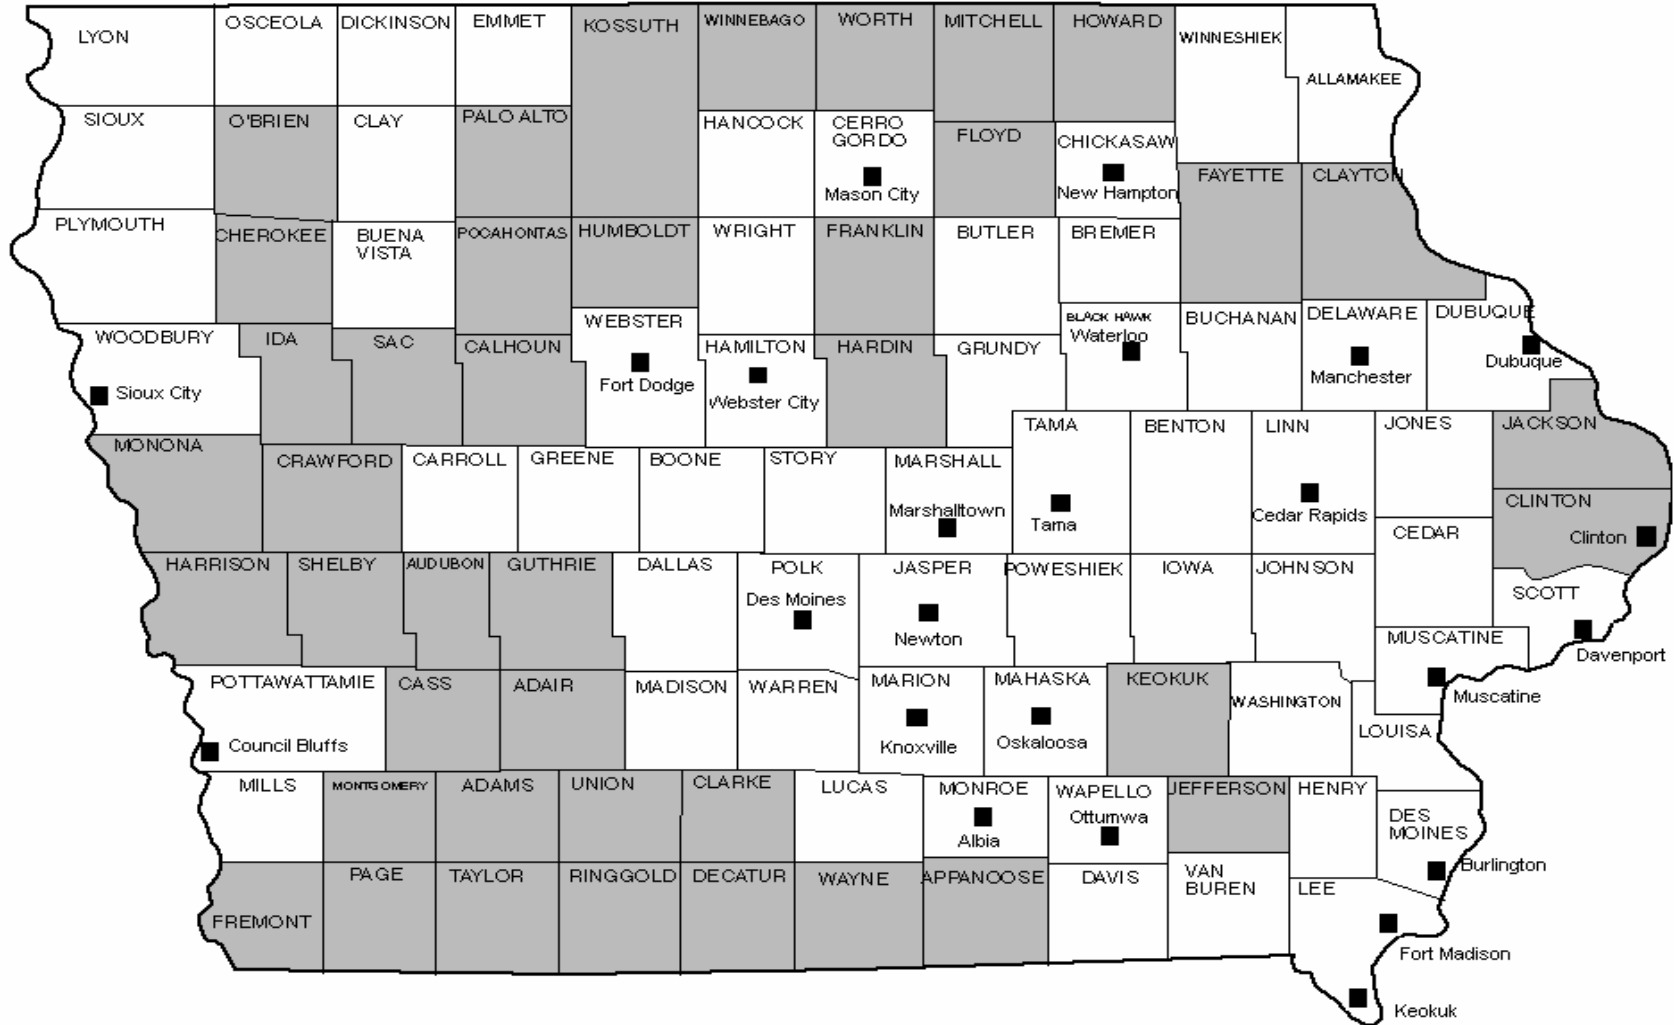 LYON
OSCEOLA
DICKINSON
EMMET
KOSSUTH
WINNEBAGO
WORTH
MITCHELL
HOWARD
WINNESHIEK
ALLAMAKEE
SIOUX
O'BRIEN
CLAY
PALO ALTO
HANCOCK
CERRO
GORDO
Mason City
FLOYD
CHICKASAW
New Hampton
FAYETTE
CLAYTON
PLYMOUTH
CHEROKEE
BUENA
VISTA
POCAHONTAS
HUMBOLDT
WRIGHT
FRANKLIN
BUTLER
BREMER
WOODBURY
Sioux City
IDA
SAC
CALHOUN
WEBSTER
Fort Dodge
HAMILTON
Webster City
HARDIN
GRUNDY
BLACK HAWK
Waterloo
BUCHANAN
DELAWARE
Manchester
DUBUQUE
Dubuque
MONONA
CRAWFORD
CARROLL
GREENE
BOONE
STORY
MARSHALL
Marshalltown
TAMA
Tama
BENTON
LINN
Cedar Rapids
JONES
JACKSON
CLINTON
Clinton
CEDAR
HARRISON
SHELBY
AUDUBON
GUTHRIE
DALLAS
POLK
Des Moines
JASPER
Newton
POWESHIEK
IOWA
JOHNSON
SCOTT
Davenport
MUSCATINE
Muscatine
POTTAWATTAMIE
Council Bluffs
CASS
ADAIR
MADISON
WARREN
MARION
Knoxville
MAHASKA
Oskaloosa
KEOKUK
WASHINGTON
LOUISA
MILLS
MONTGOMERY
ADAMS
UNION
CLARKE
LUCAS
MONROE
Albia
WAPELLO
Ottumwa
JEFFERSON
HENRY
DES
MOINES
Burlington
FREMONT
PAGE
TAYLOR
RINGGOLD
DECATUR
WAYNE
APPANOOSE
DAVIS
VAN
BUREN
LEE
Fort Madison
Keokuk